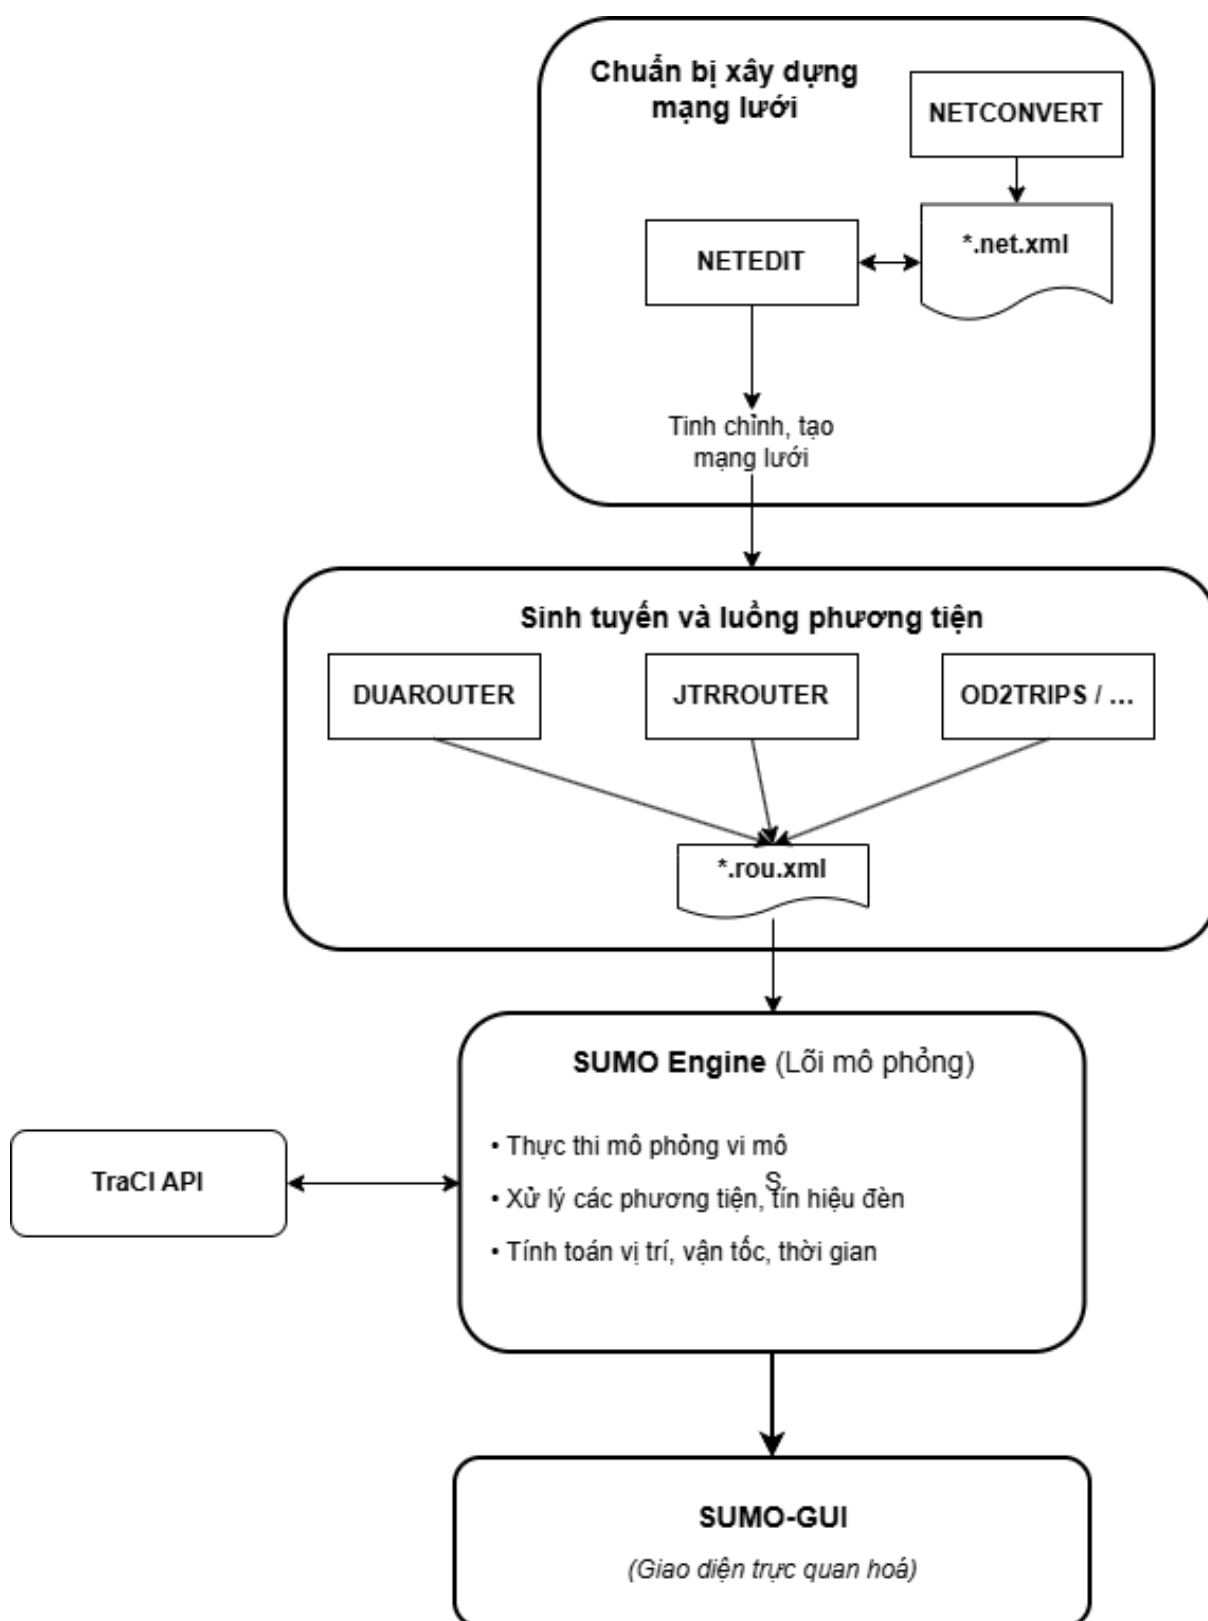 Chuẩn bị xây dựng
mạng lưới
NETCONVERT
*.net.xml
NETEDIT
Tinh chỉnh, tạo
mạng lưới
Sinh tuyến và luồng phương tiện
DUAROUTER
JTRROUTER
OD2TRIPS / ...
*.rou.xml
SUMO Engine (Lõi mô phỏng)
• Thực thi mô phỏng vi mô
S
• Xử lý các phương tiện, tín hiệu đèn
• Tính toán vị trí, vận tốc, thời gian
TraCI API
SUMO-GUI
(Giao diện trực quan hoá)